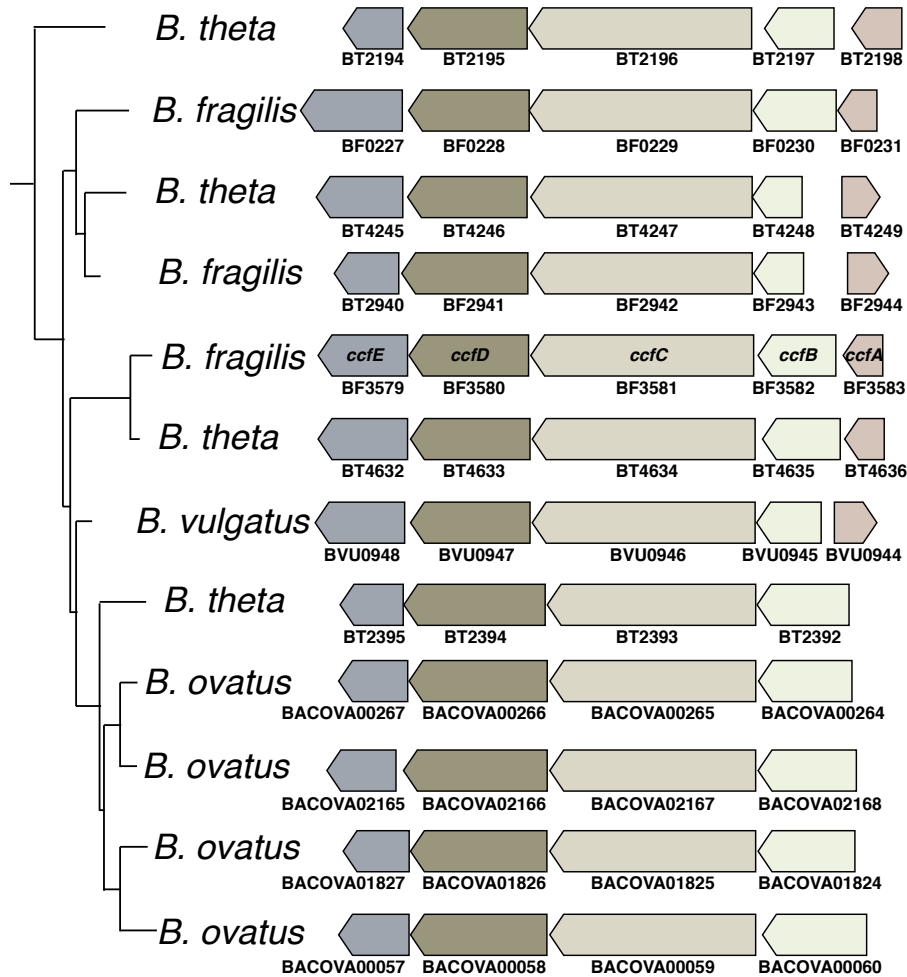 B. theta
BT2194 BT2195 BT2196 BT2197 BT2198
B. fragilis
BF0227 BF0228 BF0229 BF0230 BF0231
B. theta
BT4245 BT4246 BT4247 BT4248 BT4249
B. fragilis
BT2940 BF2941 BF2942 BF2943 BF2944
B. fragilis ccfE ccfD ccfC ccfB ccfA
BF3579 BF3580 BF3581 BF3582 BF3583
B. theta
BT4632 BT4633 BT4634 BT4635 BT4636
B. vulgatus
BVU0948 BVU0947 BVU0946 BVU0945 BVU0944
B. theta
BT2395 BT2394 BT2393 BT2392
B. ovatus
BACOVA00267 BACOVA00266 BACOVA00265 BACOVA00264
B. ovatus
BACOVA02165 BACOVA02166 BACOVA02167 BACOVA02168
B. ovatus
BACOVA01827 BACOVA01826 BACOVA01825 BACOVA01824
B. ovatus
BACOVA00057 BACOVA00058 BACOVA00059 BACOVA00060